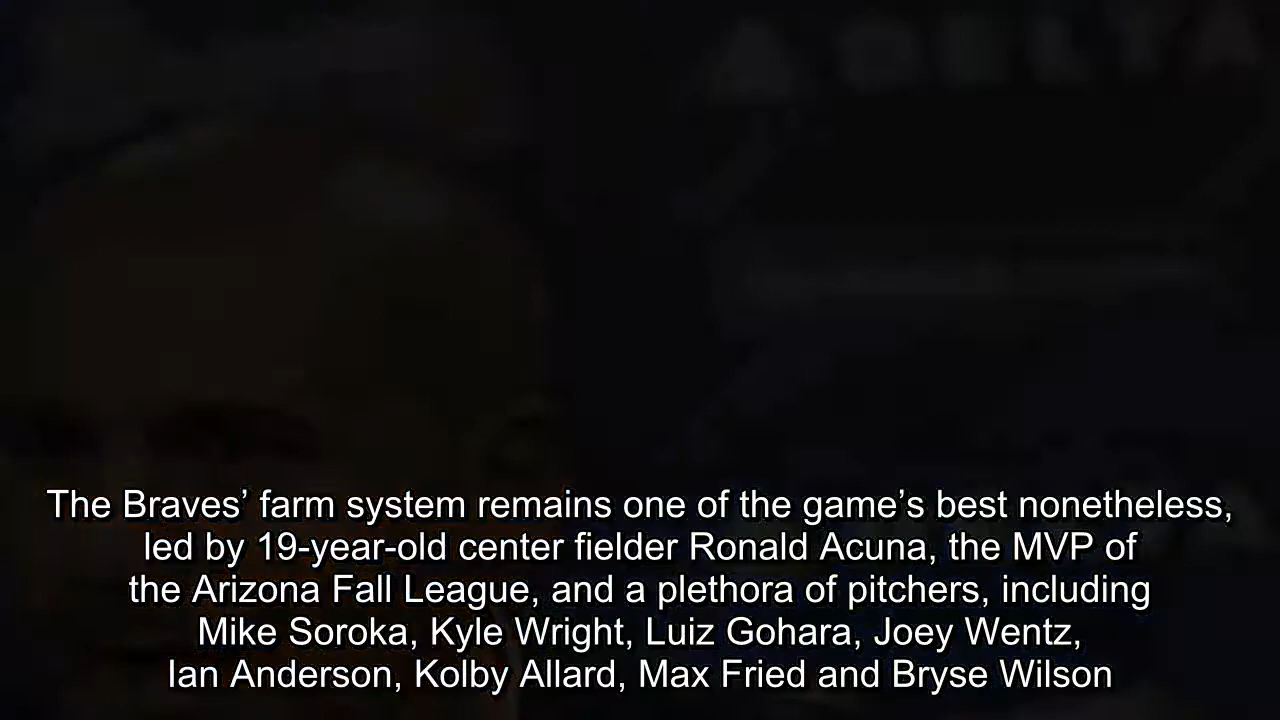 DELTA
The Braves’ farm system remains one of the game’s best nonetheless,
led by 19-year-old center fielder Ronald Acuna, the MVP of
the Arizona Fall League, and a plethora of pitchers, including
Mike Soroka, Kyle Wright, Luiz Gohara, Joey Wentz,
Ian Anderson, Kolby Allard, Max Fried and Bryse Wilson